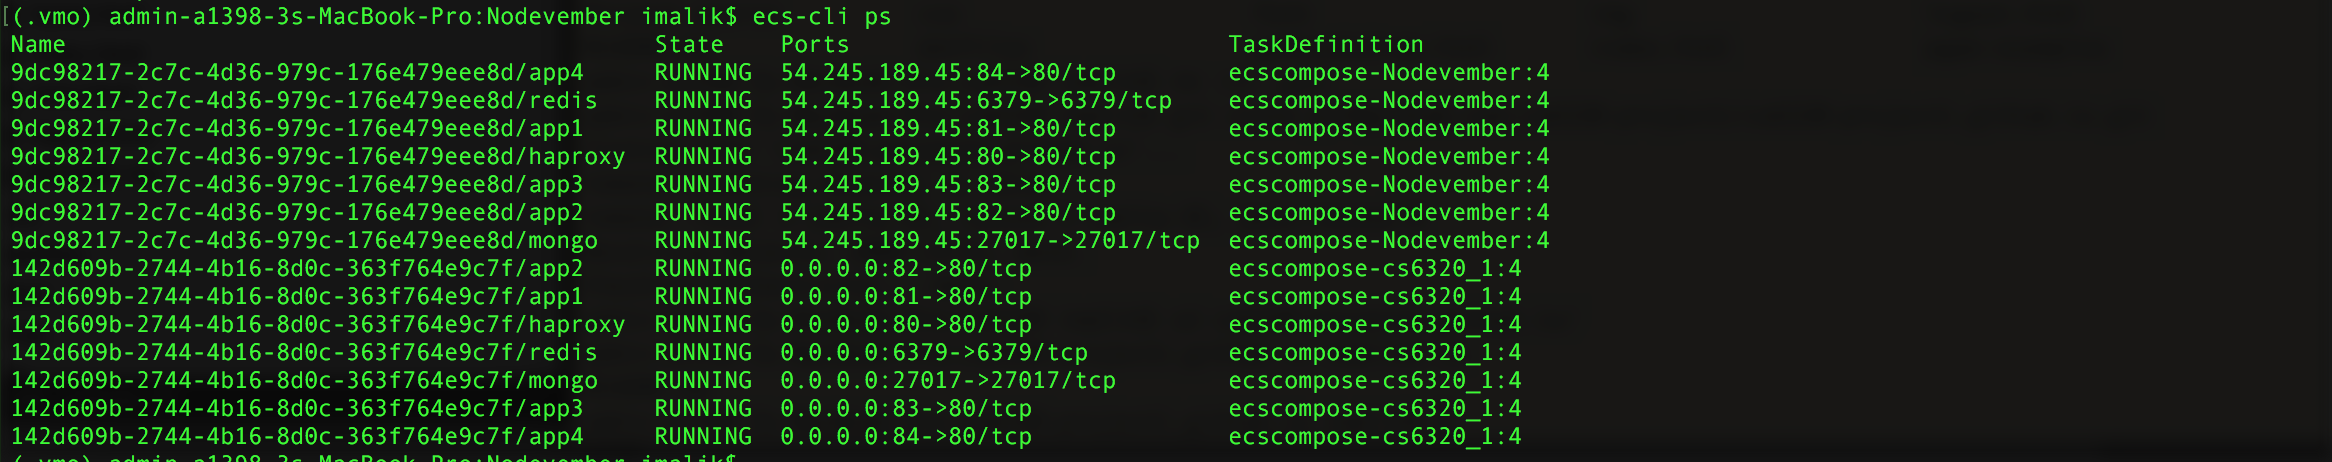 [(.vmo) admin-a1398-3s-MacBook-Pro:Nodevember imalik$ ecs-cli ps
Name State Ports TaskDefinition
9dc98217-2c7c-4d36-979c-176e479eee8d/app4 RUNNING 54.245.189.45:84->80/tcp ecscompose-Nodevember:4
9dc98217-2c7c-4d36-979c-176e479eee8d/redis RUNNING 54.245.189.45:6379->6379/tcp ecscompose-Nodevember:4
9dc98217-2c7c-4d36-979c-176e479eee8d/app1 RUNNING 54.245.189.45:81->80/tcp ecscompose-Nodevember:4
9dc98217-2c7c-4d36-979c-176e479eee8d/haproxy RUNNING 54.245.189.45:80->80/tcp ecscompose-Nodevember:4
9dc98217-2c7c-4d36-979c-176e479eee8d/app3 RUNNING 54.245.189.45:83->80/tcp ecscompose-Nodevember:4
9dc98217-2c7c-4d36-979c-176e479eee8d/app2 RUNNING 54.245.189.45:82->80/tcp ecscompose-Nodevember:4
9dc98217-2c7c-4d36-979c-176e479eee8d/mongo RUNNING 54.245.189.45:27017->27017/tcp ecscompose-Nodevember:4
142d609b-2744-4b16-8d0c-363f764e9c7f/app2 RUNNING 0.0.0.0:82->80/tcp ecscompose-cs6320_1:4
142d609b-2744-4b16-8d0c-363f764e9c7f/app1 RUNNING 0.0.0.0:81->80/tcp ecscompose-cs6320_1:4
142d609b-2744-4b16-8d0c-363f764e9c7f/haproxy RUNNING 0.0.0.0:80->80/tcp ecscompose-cs6320_1:4
142d609b-2744-4b16-8d0c-363f764e9c7f/redis RUNNING 0.0.0.0:6379->6379/tcp ecscompose-cs6320_1:4
142d609b-2744-4b16-8d0c-363f764e9c7f/mongo RUNNING 0.0.0.0:27017->27017/tcp ecscompose-cs6320_1:4
142d609b-2744-4b16-8d0c-363f764e9c7f/app3 RUNNING 0.0.0.0:83->80/tcp ecscompose-cs6320_1:4
142d609b-2744-4b16-8d0c-363f764e9c7f/app4 RUNNING 0.0.0.0:84->80/tcp ecscompose-cs6320_1:4
(.vmo) admin-a1398-3s-MacBook-Pro:Nodevember imalik$